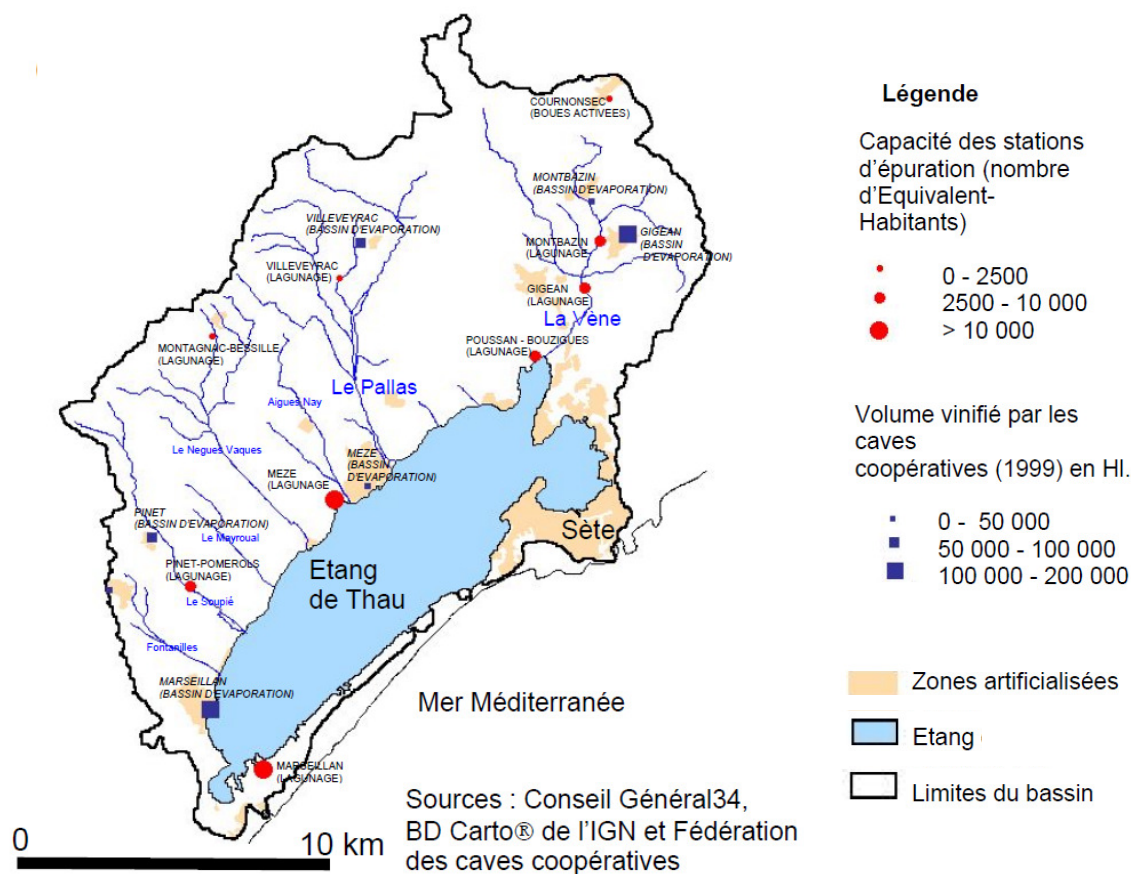 COURNONSEC
(BOUES ACTIVEES)
MONTBAZIN
(BASSIN D'EVAPORATION)
VILLEVEYRAC
(BASSIN D'EVAPORATION)
GIGEAN
(BASSIN
D'EVAPORATION)
MONTBAZIN
(LAGUNAGE
VILLEVEYRAC
(LAGUNAGE)
GIGEAN
(LAGUNAGE)
La Vène
POUSSAN - BOUZIGUES
(LAGUNAGE)
MONTAGNAC-BESSILLE
(LAGUNAGE)
Le Pallas
Aigues Nay
Le Negues Vaques
MEZE
(BASSIN
D'EVAPORATION)
MEZE
(LAGUNAGE
PINET
(BASSIN D'EVAPORATION)
Le Mayroual
Sète
PINET-POMEROLS
(LAGUNAGE)
Etang
de Thau
Le Soupié
Fontanilles
MARSEILLAN
(BASSIN D'EVAPORATION)
Mer Méditerranée
MARSEILLAN
(LAGUNAGE)
Sources : Conseil Général34,
BD Carto® de l'IGN et Fédération
des caves coopératives
0 10 km
Légende
Capacité des stations
d'épuration (nombre
d'Equivalent-
Habitants)
0 - 2500
2500 - 10 000
> 10 000
Volume vinifié par les
caves
coopératives (1999) en Hl.
0 - 50 000
50 000 - 100 000
100 000 - 200 000
Zones artificialisées
Etang
Limites du bassin